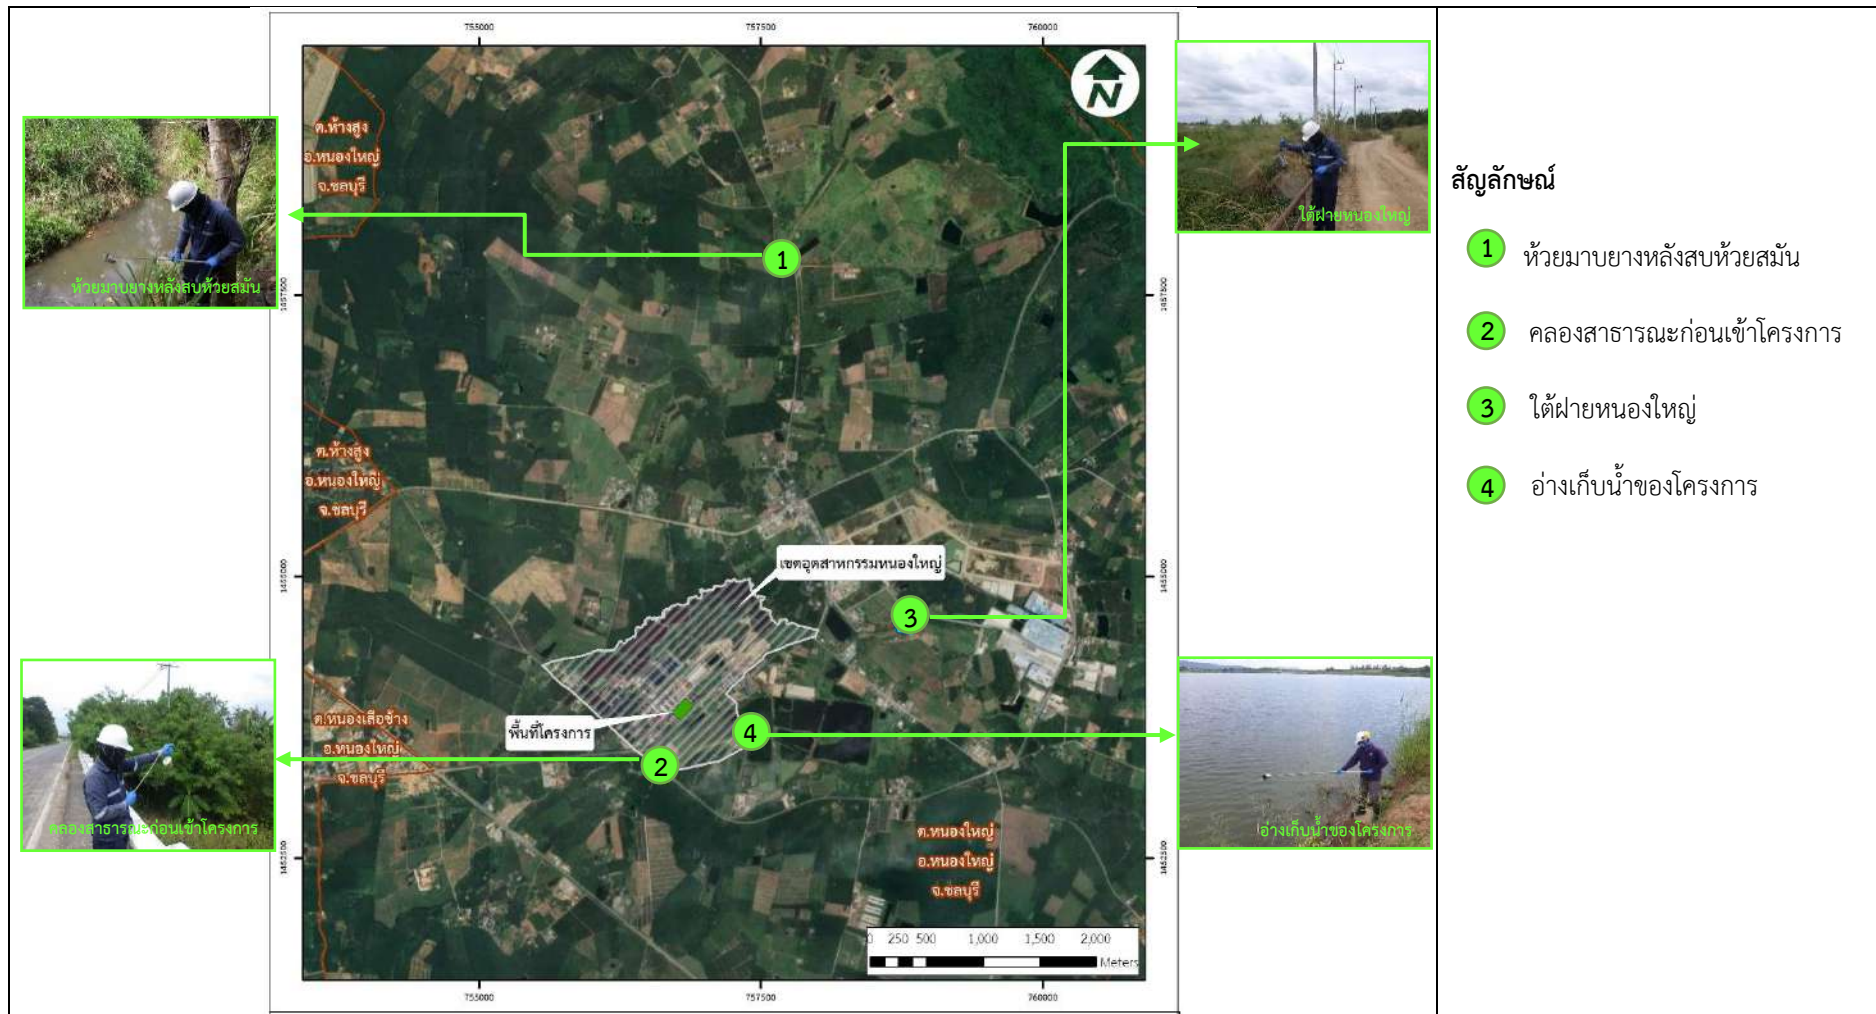 755000
757500
760000
N
ต.ห้างสูง
อ.หนองใหญ่
จ.ชลบุรี
ห้วยมาบยางหลังสบห้วยสมัน
ใต้ฝายหนองใหญ่
สัญลักษณ์
1 ห้วยมาบยางหลังสบห้วยสมัน
2 คลองสาธารณะก่อนเข้าโครงการ
3 ใต้ฝายหนองใหญ่
4 อ่างเก็บน้ำของโครงการ
1
1457500
1457500
ต.ห้างสูง
อ.หนองใหญ่
จ.ชลบุรี
เขตอุตสาหกรรมหนองใหญ่
1455000
1455000
3
ต.หนองเสือช้าง
อ.หนองใหญ่
จ.ชลบุรี
พื้นที่โครงการ
4
2
คลองสาธารณะก่อนเข้าโครงการ
อ่างเก็บน้ำของโครงการ
ต.หนองใหญ่
อ.หนองใหญ่
จ.ชลบุรี
1452500
1452500
0 250 500 1,000 1,500 2,000
Meters
755000
757500
760000